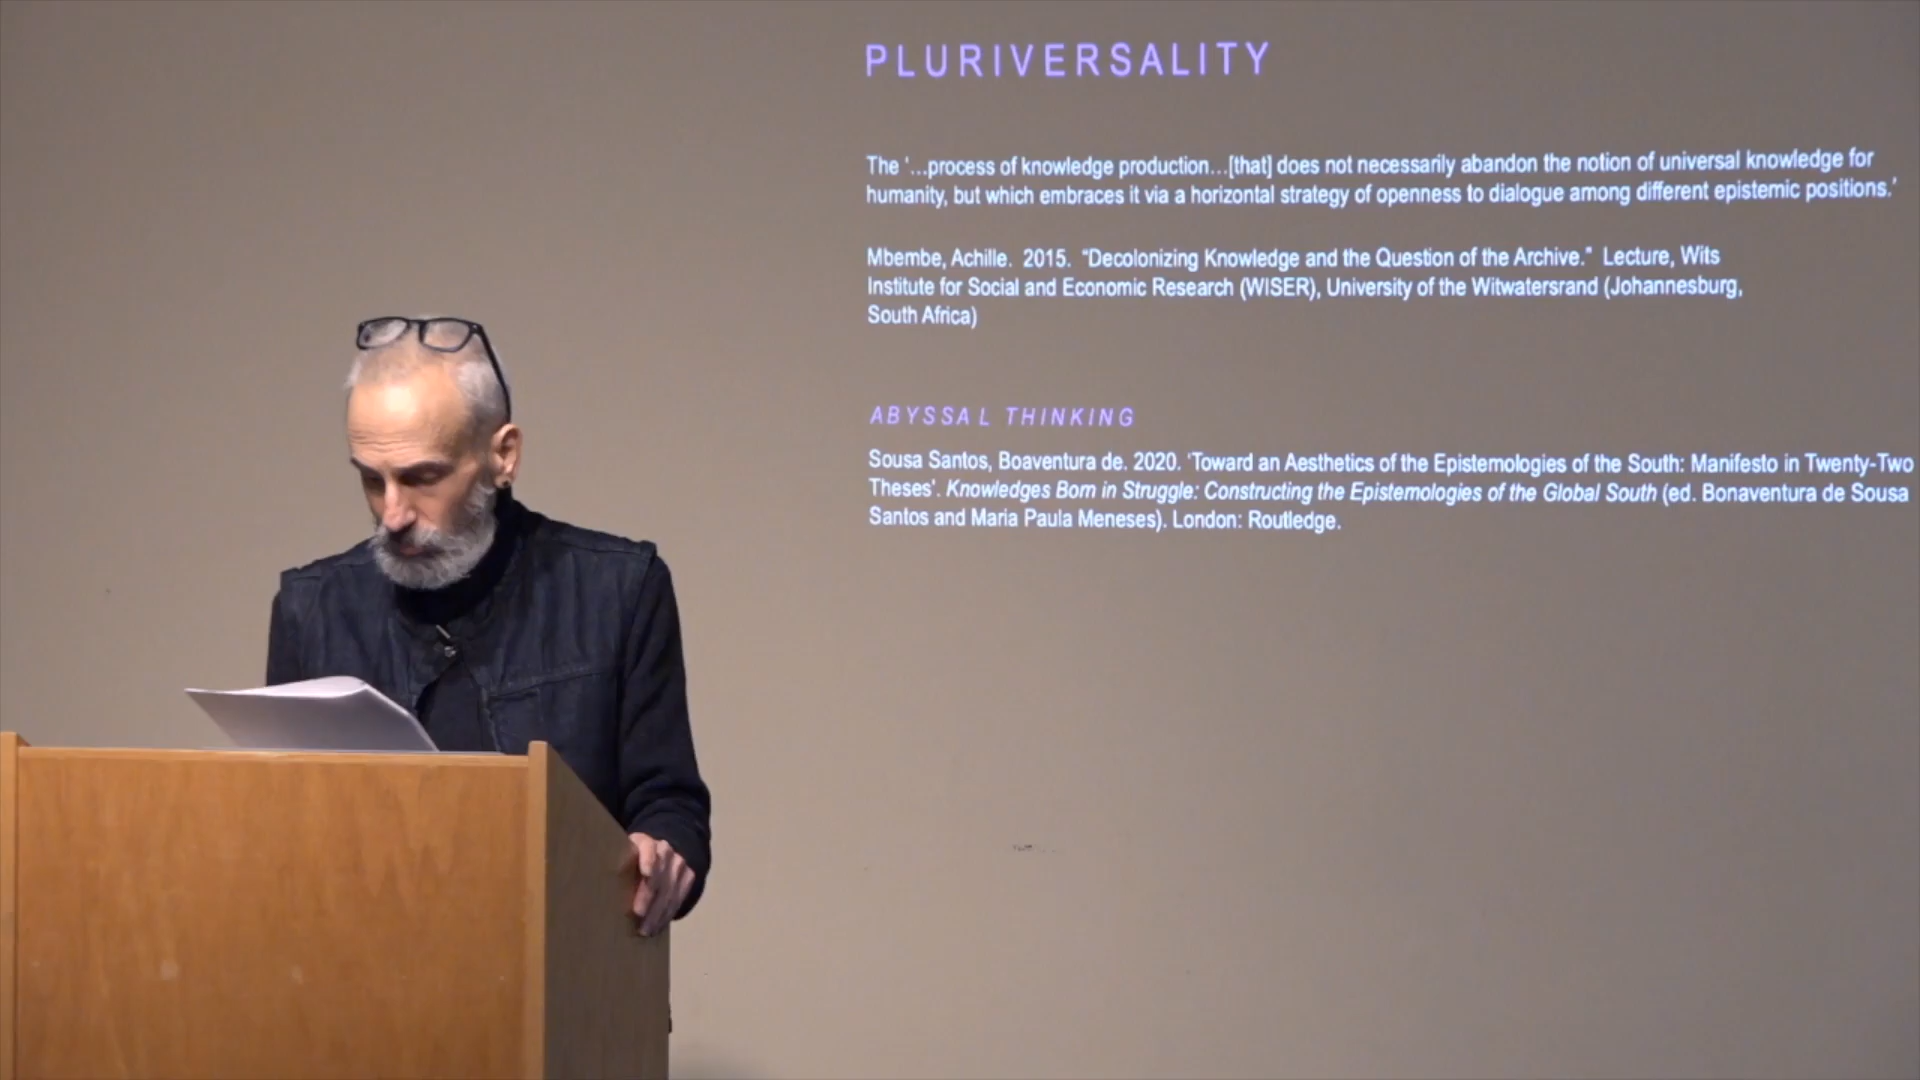 PLURIVERSALITY
The ‘...process of knowledge production...[that] does not necessarily abandon the notion of universal knowledge for
humanity, but which embraces it via a horizontal strategy of openness to dialogue among different epistemic positions.’
Mbembe, Achille. 2015. “Decolonizing Knowledge and the Question of the Archive.” Lecture, Wits
Institute for Social and Economic Research (WISER), University of the Witwatersrand (Johannesburg,
South Africa)
ABYSSAL THINKING
Sousa Santos, Boaventura de. 2020. ‘Toward an Aesthetics of the Epistemologies of the South: Manifesto in Twenty-Two
Theses’. Knowledges Born in Struggle: Constructing the Epistemologies of the Global South (ed. Bonaventura de Sousa
Santos and Maria Paula Meneses). London: Routledge.